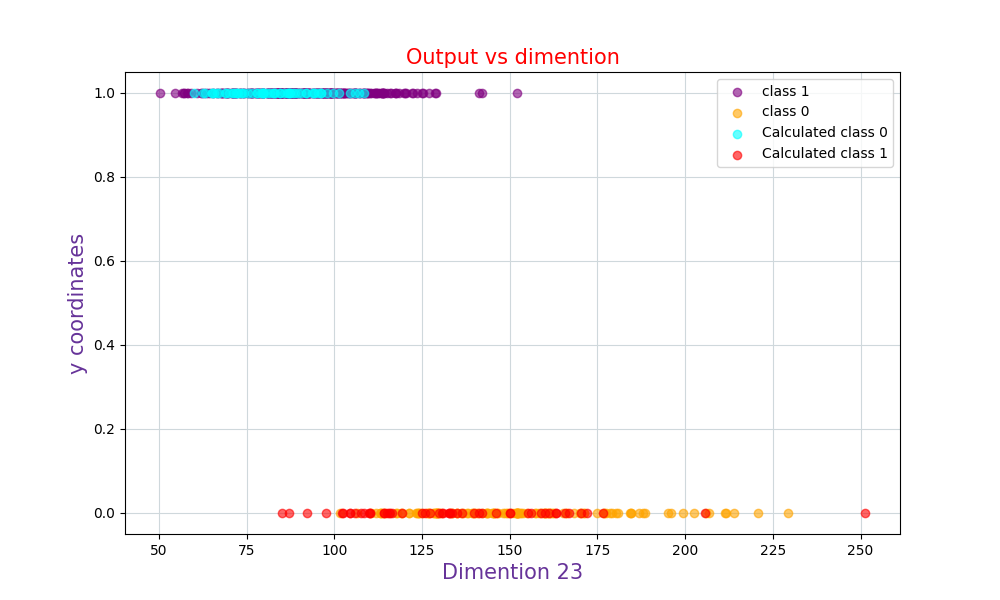 Output vs dimention
class 1
class 0
Calculated class 0
Calculated class 1
y coordinates
1.0
0.8
0.6
0.4
0.2
0.0
50 75 100 125 150 175 200 225 250
Dimention 23